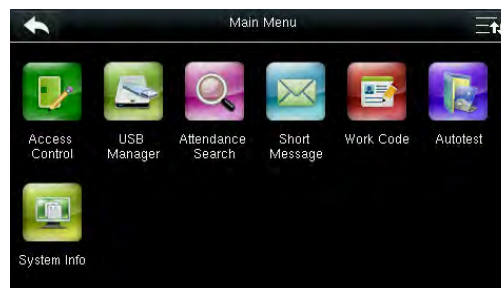 Main Menu
Access
Control
USB
Manager
Attendance
Search
Short
Message
Work Code
Autotest
System Info